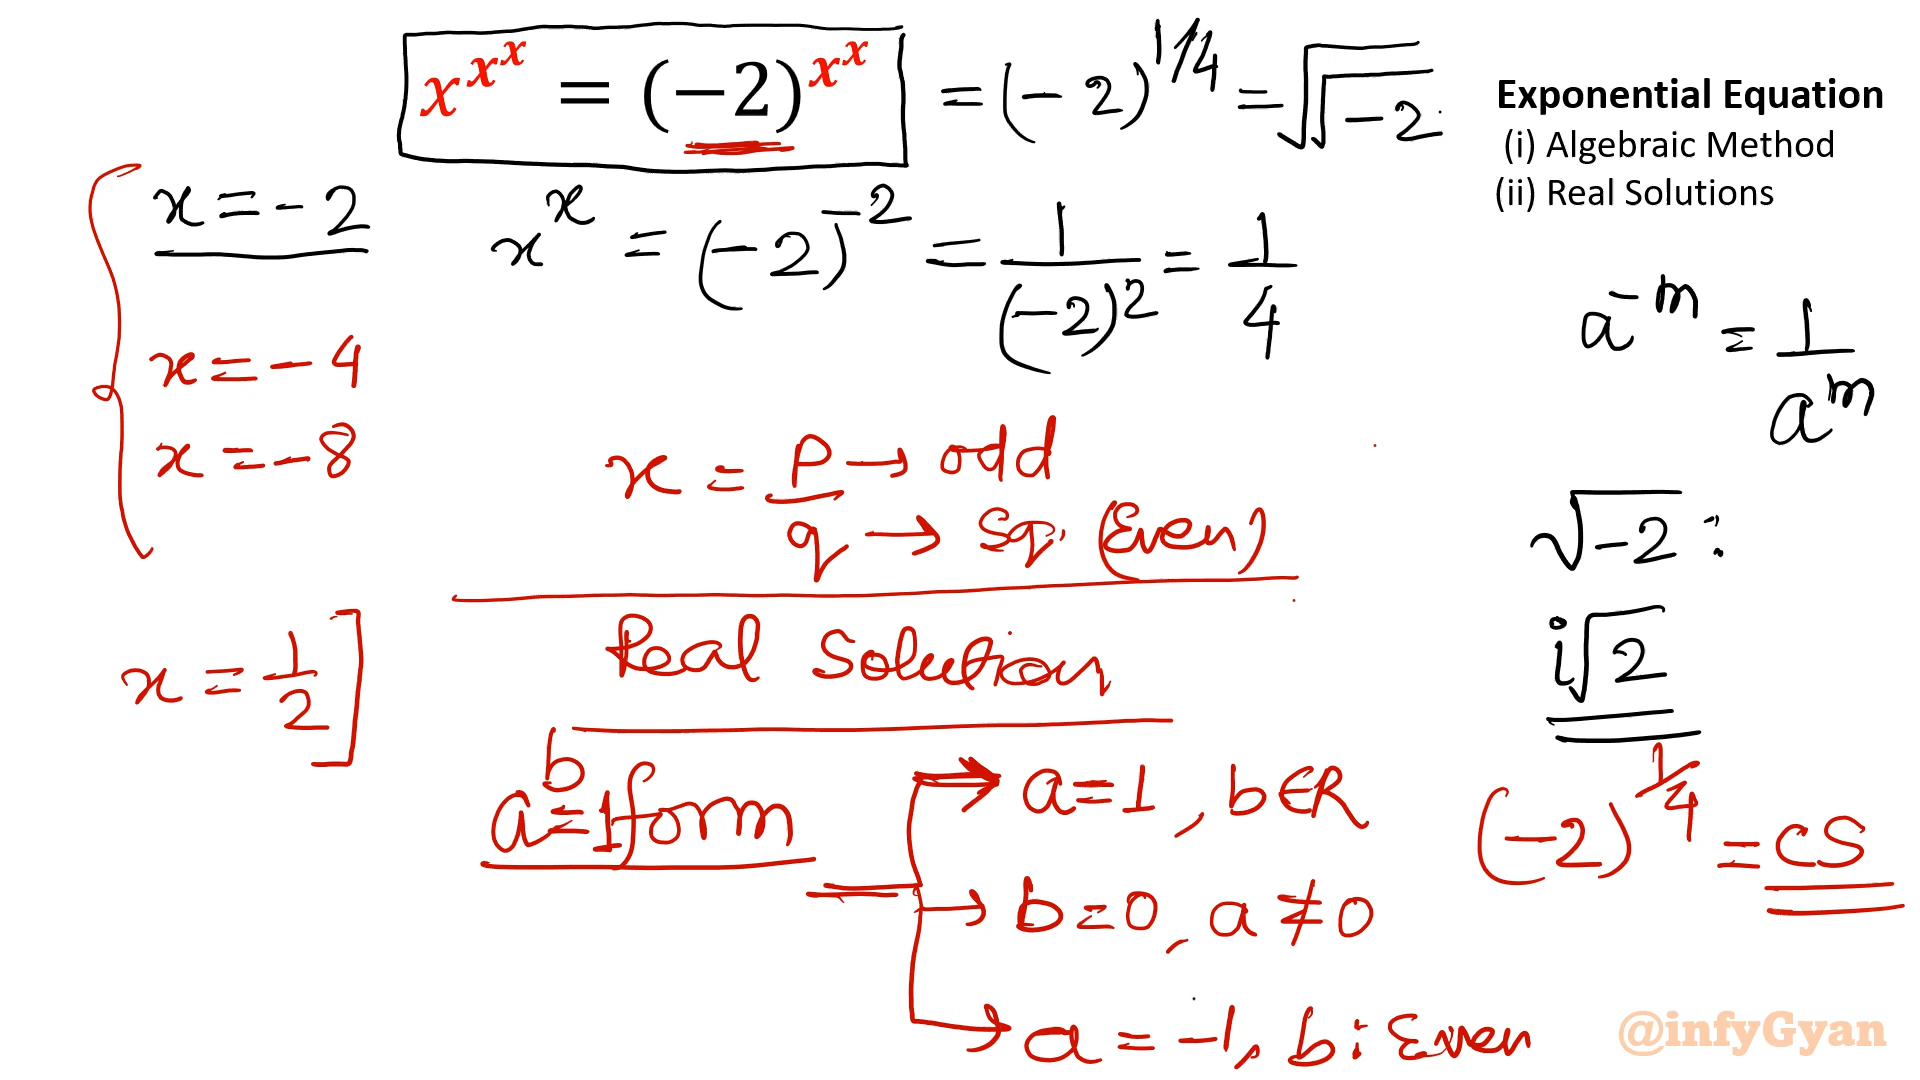 x^{x^x} = (-2)^{x^x} = (-2)^{1/4} = √√-2
Exponential Equation
(i) Algebraic Method
(ii) Real Solutions
x = -2
x^x = (-2)^{-2} = 1/(-2)^2 = 1/4
a^{-m} = 1/a^m
x = -4
x = -8
x = p/q
p → odd
q → Sq. (Even)
√-2 :
i√2
x = 1/2 ]
Real Solution
a^b = 1 form
→ a = 1, b ∈ R
→ b = 0, a ≠ 0
→ a = -1, b : Even
(-2)^{1/4} = CS
@infyGyan